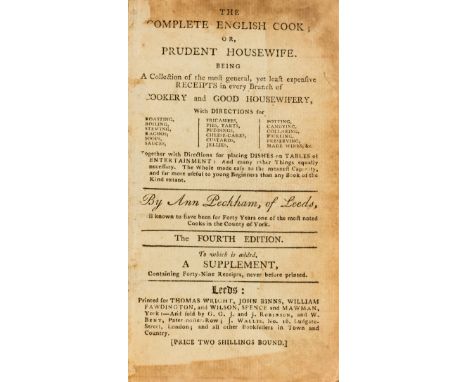 THE
COMPLETE ENGLISH COOK;
OR,
PRUDENT HOUSEWIFE.
BEING
A Collection of the most general, yet least expensive
RECEIPTS in every Branch of
COOKERY and GOOD HOUSEWIFERY,
With DIRECTIONS for
ROASTING,
BOILING,
STEWING,
RAGOOS,
SOUPS,
SAUCES,
FRICASEES,
PIES, TARTS,
PUDDINGS,
CHEESE-CAKES,
CUSTARDS,
JELLIES,
POTTING,
CANDYING,
COLLARING,
PICKLING,
PRESERVING,
MADE WINES, &c.
Together with Directions for placing DISHES on TABLES of
ENTERTAINMENT: And many other Things equally
necessary. The Whole made easy to the meanest Capacity,
and far more useful to young Beginners than any Book of the
Kind extant.
By Ann Peckham, of Leeds,
ll known to have been for Forty Years one of the most noted
Cooks in the County of York.
The FOURTH EDITION.
To which is added,
A SUPPLEMENT,
Containing Forty-Nine Receipts, never before printed.
Leeds:
Printed for THOMAS WRIGHT, JOHN BINNS, WILLIAM
FAWDINGTON, and WILSON, SPENCE and MAWMAN,
York:—And sold by G. G. J. and J. ROBINSON, and W.
BENT, Pater noster-Row; J. WALLIS, No. 16, Ludgate-
Street, London; and all other Booksellers in Town and
Country.
[PRICE TWO SHILLINGS BOUND.]